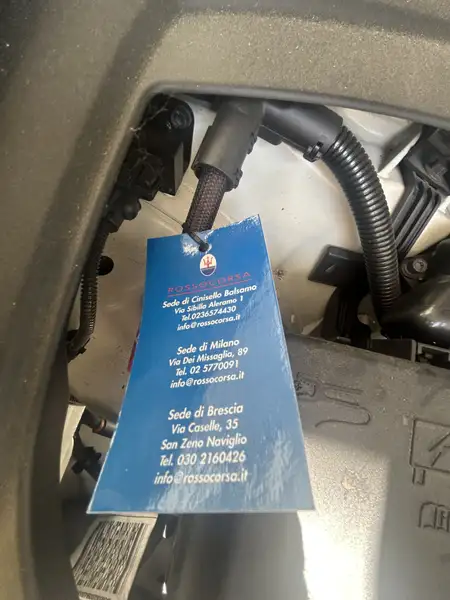 ROSSOCORSA
Sede di Cinisello Balsamo
Via Sibilla Aleramo 1
Tel.0236574430
info@rossocorsa.it
Sede di Milano
Via Dei Missaglia, 89
Tel. 02 5770091
info@rossocorsa.it
Sede di Brescia
Via Caselle, 35
San Zeno Naviglio
Tel. 030 2160426
info@rossocorsa.it